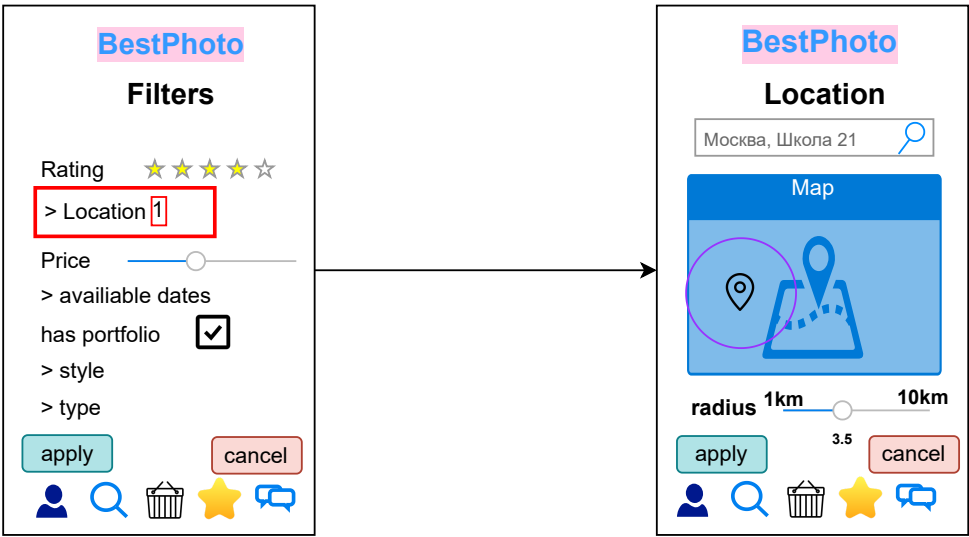 BestPhoto
Filters
Rating
> Location 1
Price
> availiable dates
has portfolio
> style
> type
apply
cancel
BestPhoto
Location
Москва, Школа 21
Map
radius 1km 10km
3.5
apply
cancel